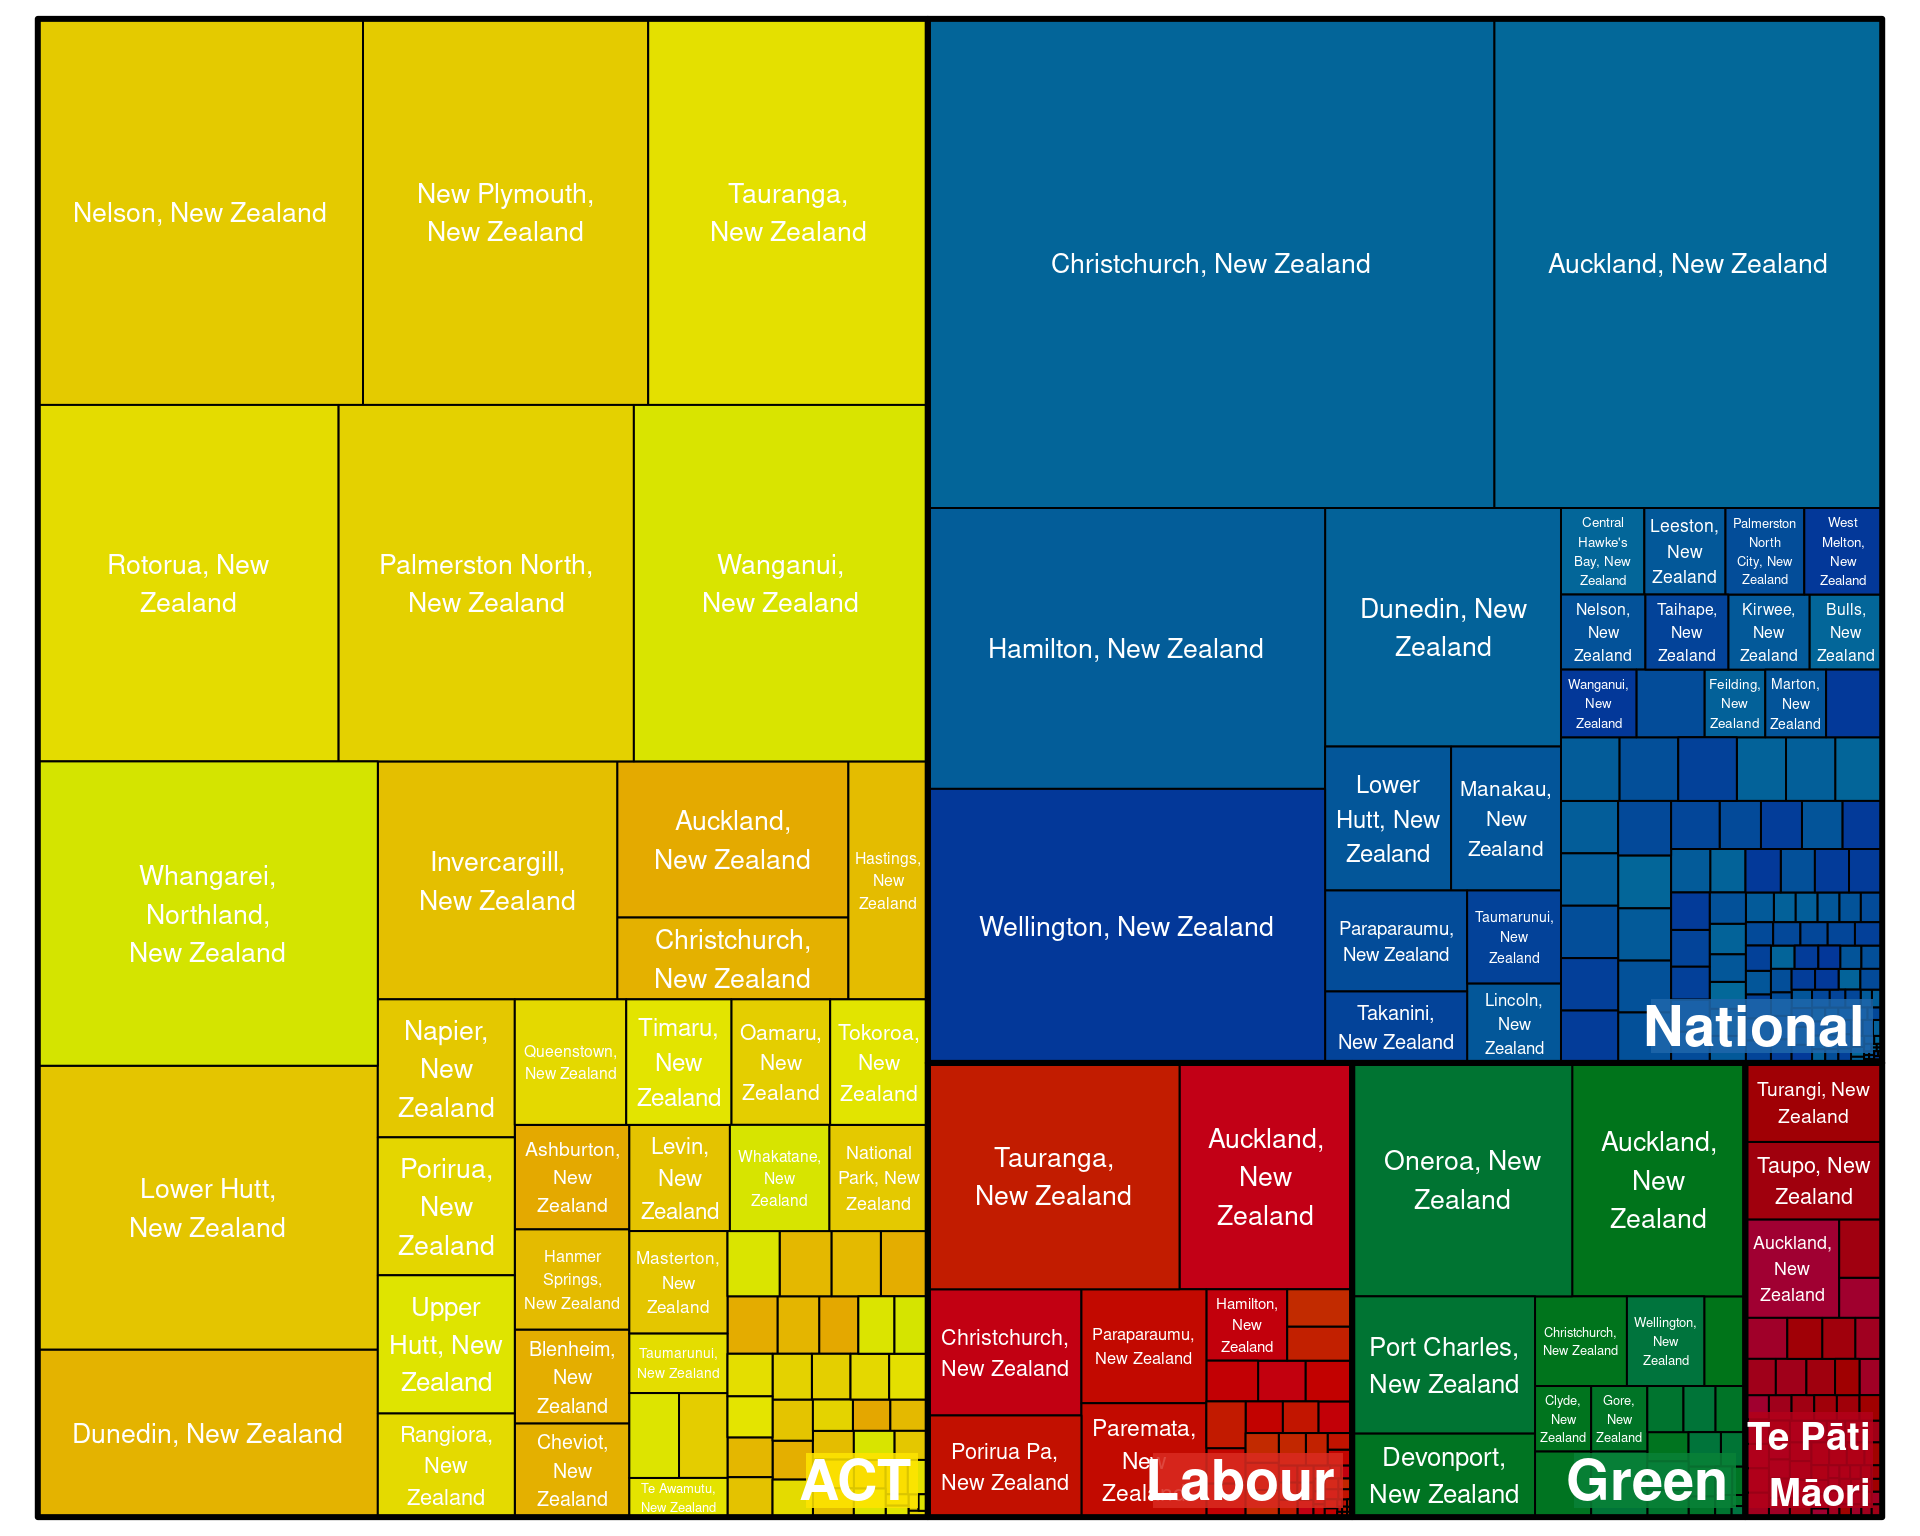 Nelson, New Zealand
New Plymouth,
New Zealand
Tauranga,
New Zealand
Rotorua, New
Zealand
Palmerston North,
New Zealand
Wanganui,
New Zealand
Whangarei,
Northland,
New Zealand
Lower Hutt,
New Zealand
Dunedin, New Zealand
Invercargill,
New Zealand
Auckland,
New Zealand
Christchurch,
New Zealand
Hastings,
New
Zealand
Napier,
New
Zealand
Porirua,
New
Zealand
Upper
Hutt, New
Zealand
Rangiora,
New
Zealand
Queenstown,
New Zealand
Timaru,
New
Zealand
Oamaru,
New
Zealand
Tokoroa,
New
Zealand
Ashburton,
New
Zealand
Hanmer
Springs,
New Zealand
Blenheim,
New
Zealand
Cheviot,
New
Zealand
Levin,
New
Zealand
Whakatane,
New
Zealand
National
Park, New
Zealand
Masterton,
New
Zealand
Taumarunul,
New Zealand
Te Awamutu,
New Zealand
ACT
Christchurch, New Zealand
Auckland, New Zealand
Hamilton, New Zealand
Wellington, New Zealand
Dunedin, New
Zealand
Lower
Hutt, New
Zealand
Manakau,
New
Zealand
Paraparaumu,
New Zealand
Taumarunui,
New
Zealand
Takanini,
New Zealand
Lincoln,
New
Zealand
Central
Hawke's
Bay, New
Zealand
Leeston,
New
Zealand
Palmerston
North
City, New
Zealand
West
Melton,
New
Zealand
Nelson,
New
Zealand
Taihape,
New
Zealand
Kirwee,
New
Zealand
Bulls,
New
Zealand
Wanganui,
New
Zealand
Feilding,
New
Zealand
Marton,
New
Zealand
National
Tauranga,
New Zealand
Auckland,
New
Zealand
Christchurch,
New Zealand
Porirua Pa,
New Zealand
Paraparaumu,
New Zealand
Paremata,
New
Zealand
Hamilton,
New
Zealand
Labour
Oneroa, New
Zealand
Auckland,
New
Zealand
Port Charles,
New Zealand
Devonport,
New Zealand
Christchurch,
New Zealand
Wellington,
New
Zealand
Clyde,
New
Zealand
Gore,
New
Zealand
Green
Turangi, New
Zealand
Taupo, New
Zealand
Auckland,
New
Zealand
Te Pāti
Māori